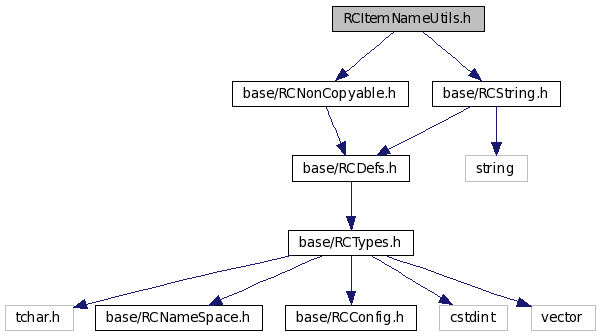 RCItemNameUtils.h
base/RCNonCopyable.h
base/RCString.h
base/RCDefs.h
string
base/RCTypes.h
tchar.h
base/RCNameSpace.h
base/RCConfig.h
cstdint
vector